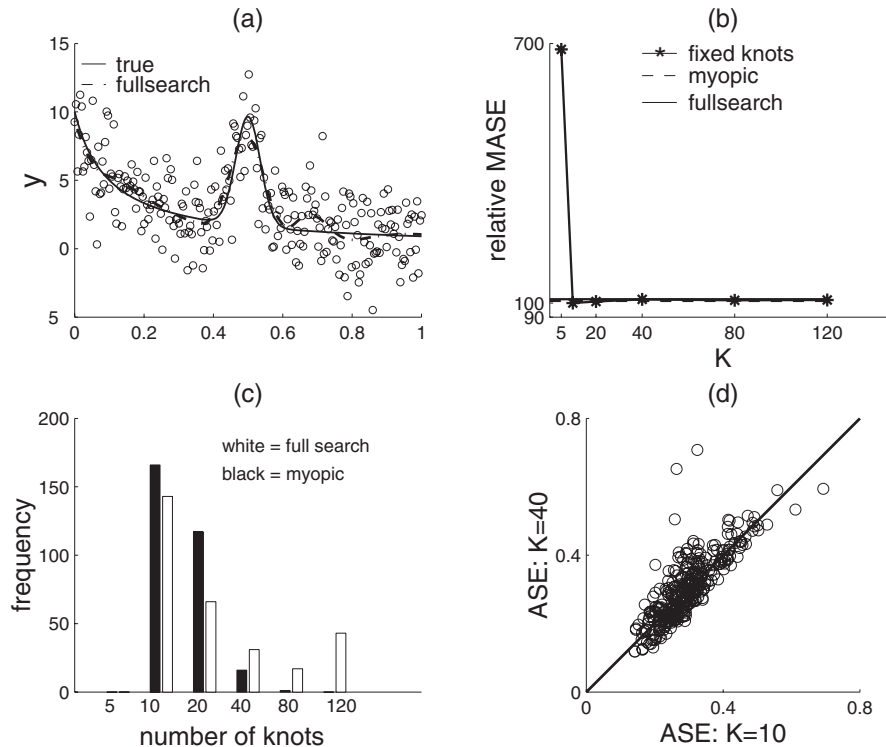 (a)
15
10
5
0
5
y
true
fullsearch
0 0.2 0.4 0.6 0.8 1
(b)
700
100
90
relative MASE
fixed knots
myopic
fullsearch
5 20 40 80 120
K
(c)
200
150
100
50
0
frequency
white = full search
black = myopic
5 10 20 40 80 120
number of knots
(d)
0.8
0.4
0
ASE: K=40
0 0.4 0.8
ASE: K=10